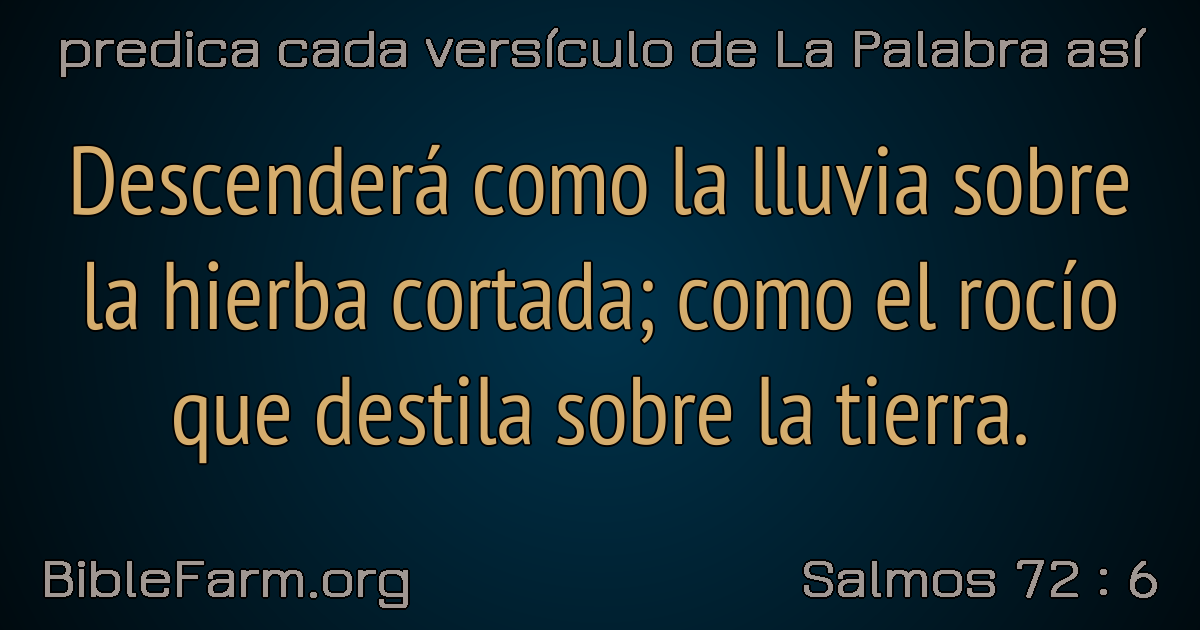 predica cada versículo de La Palabra así
Descenderá como la lluvia sobre
la hierba cortada; como el rocío
que destila sobre la tierra.
BibleFarm.org
Salmos 72 : 6